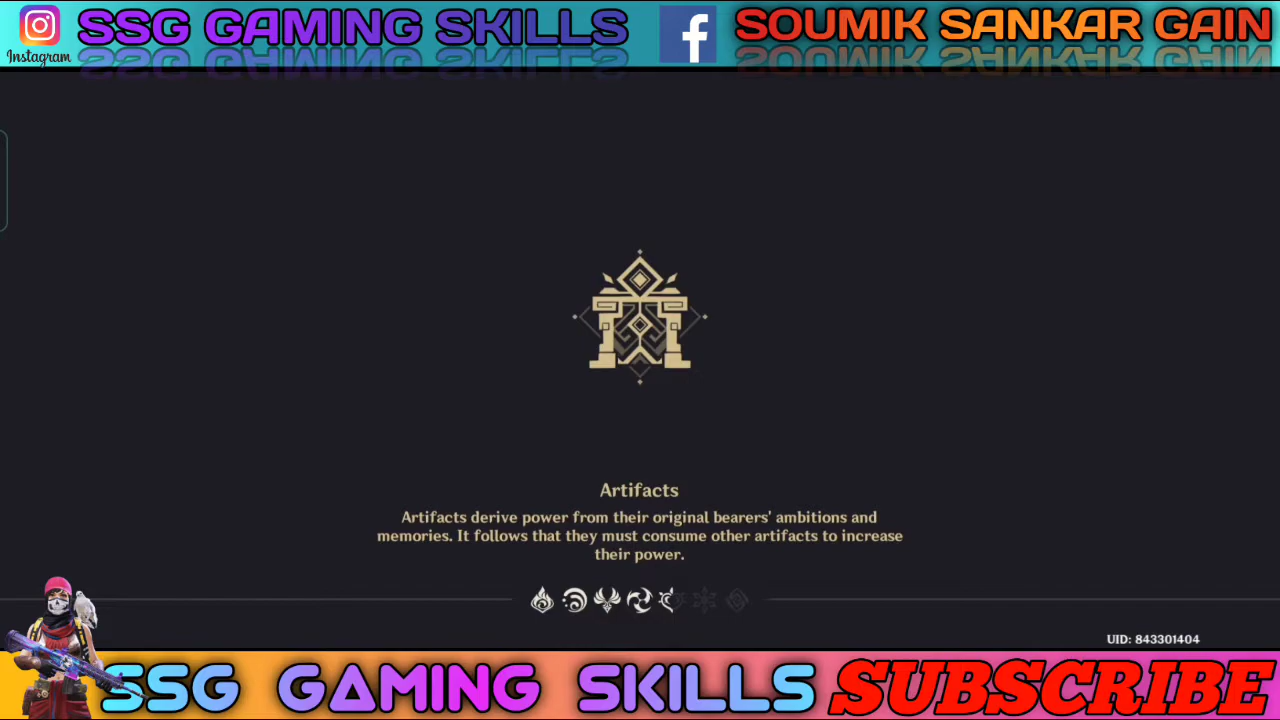 Instagram
SSG GAMING SKILLS
SOUMIK SANKAR GAIN
Artifacts
Artifacts derive power from their original bearers' ambitions and
memories. It follows that they must consume other artifacts to increase
their power.
UID: 843301404
SSG GAMING SKILLS
SUBSCRIBE